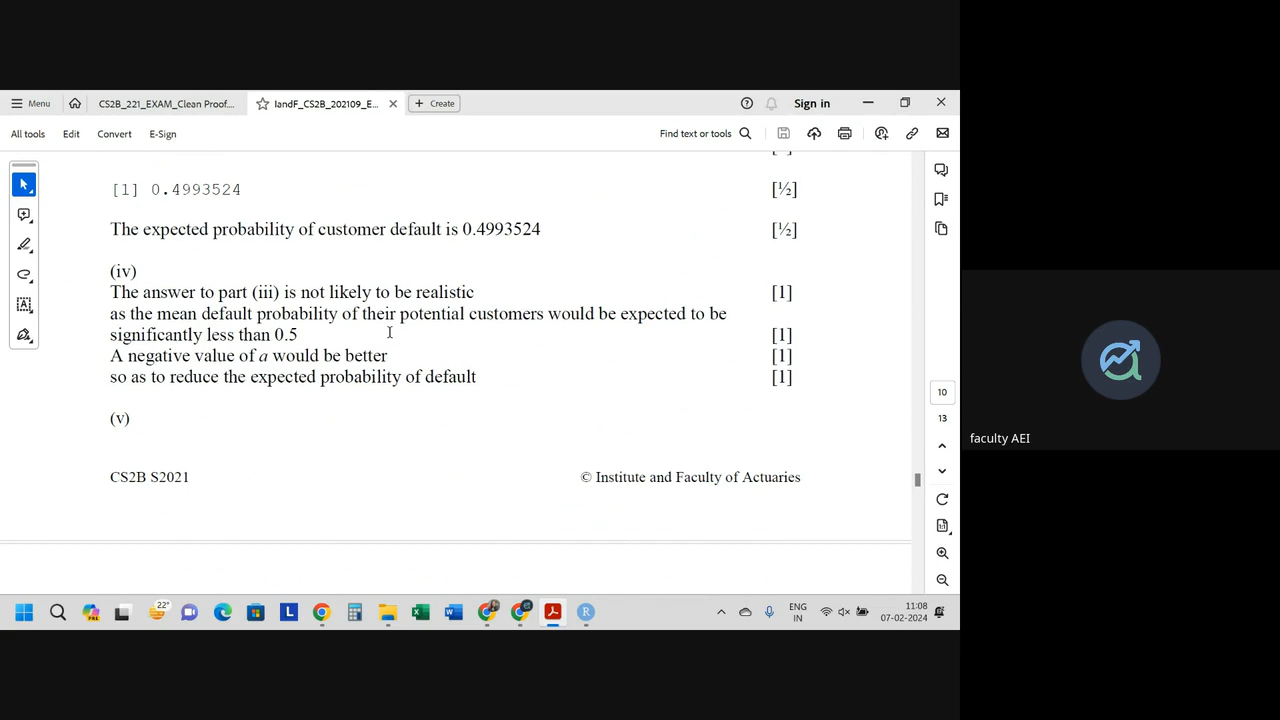 Menu
CS2B_221_EXAM_Clean Proof....
IandF_CS2B_202109_E...
Create
Sign in
All tools
Edit
Convert
E-Sign
Find text or tools
[1] 0.4993524 [½]
The expected probability of customer default is 0.4993524 [½]
(iv)
The answer to part (iii) is not likely to be realistic [1]
as the mean default probability of their potential customers would be expected to be
significantly less than 0.5 [1]
A negative value of a would be better [1]
so as to reduce the expected probability of default [1]
(v)
CS2B S2021 © Institute and Faculty of Actuaries
10
13
faculty AEI
22°
ENG
IN
11:08
07-02-2024